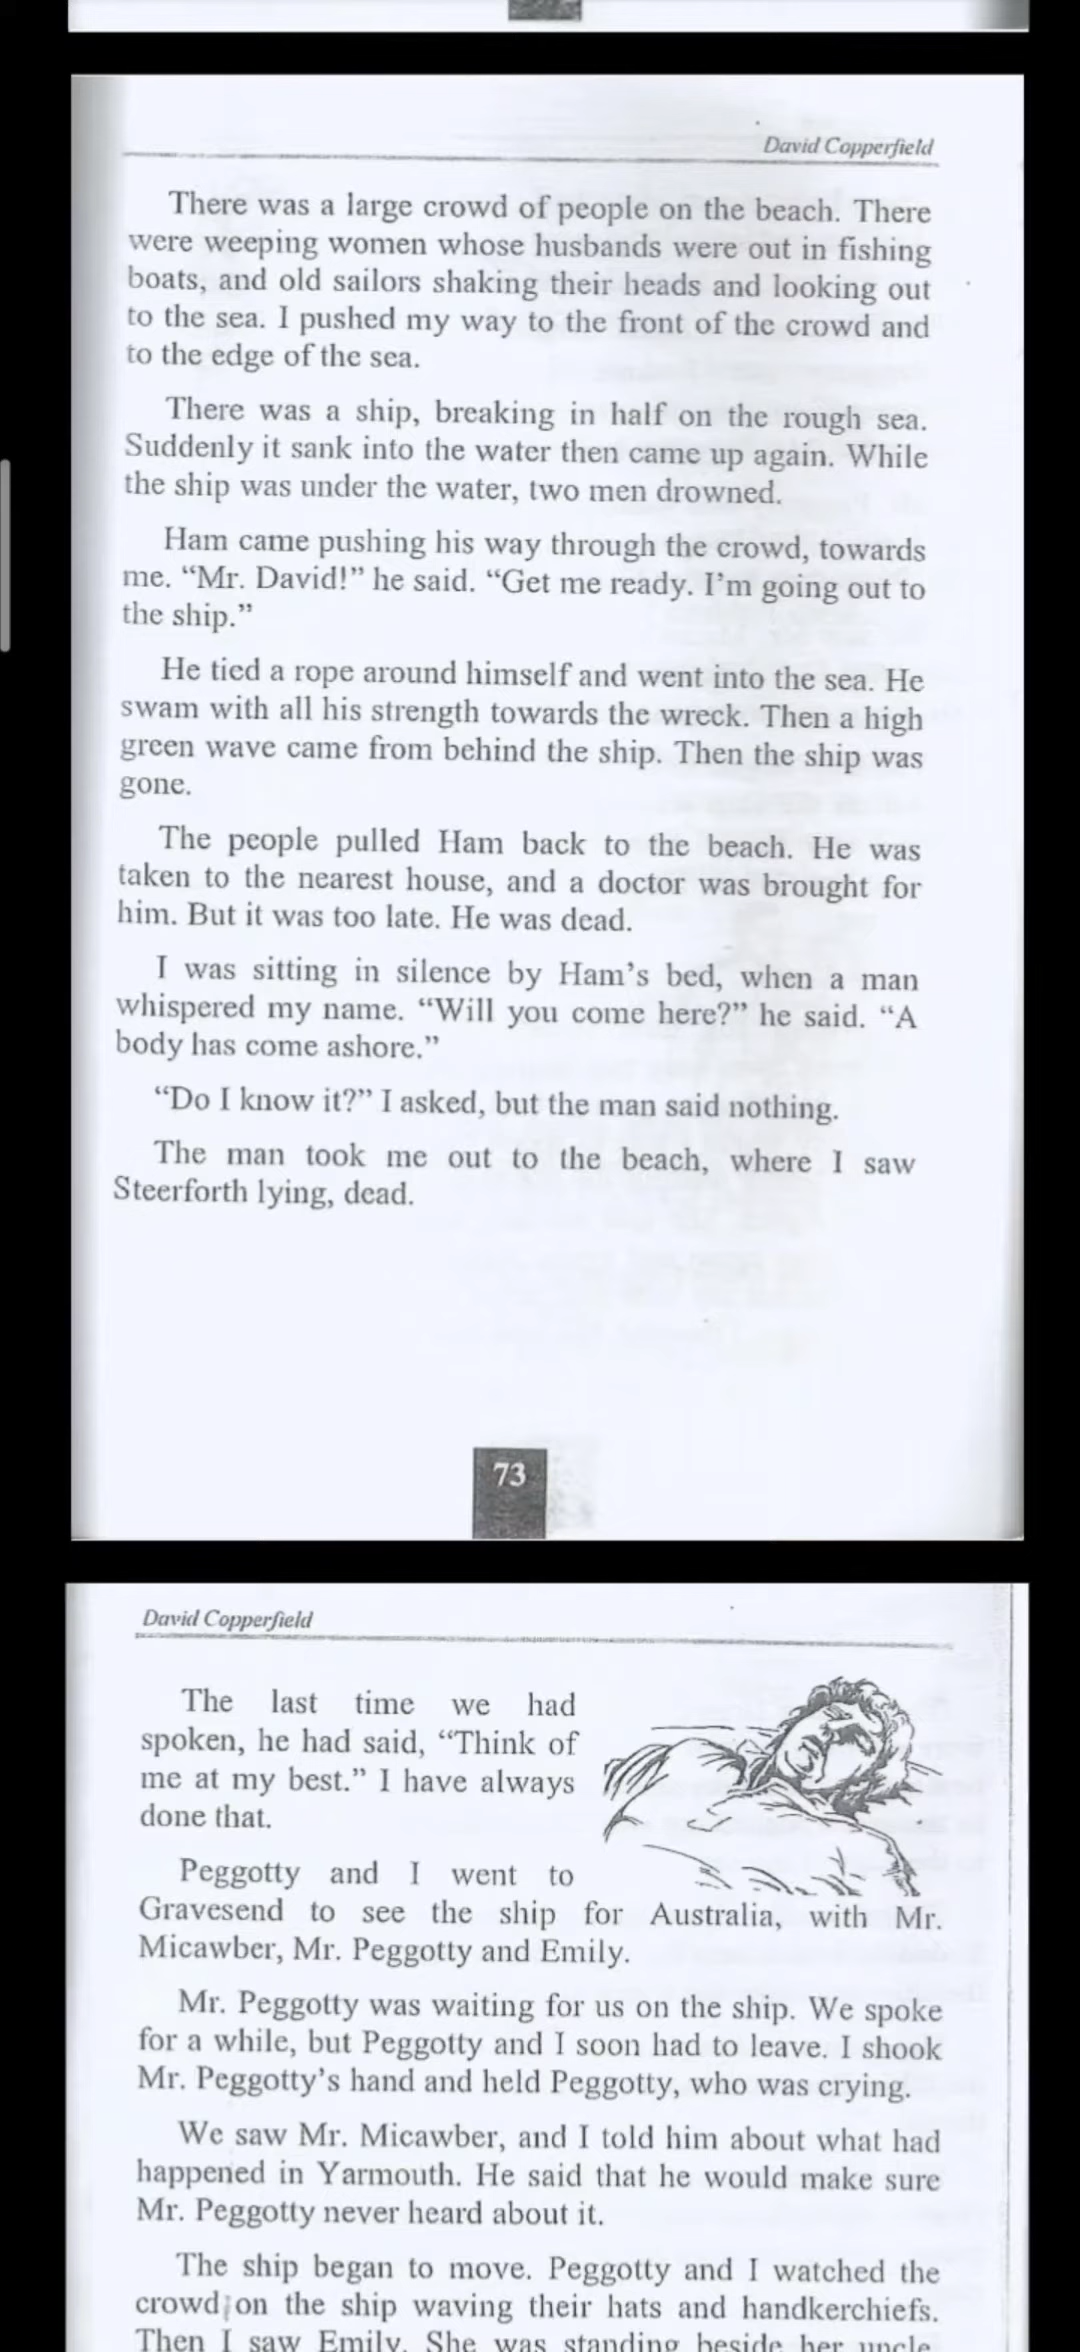 David Copperfield
There was a large crowd of people on the beach. There
were weeping women whose husbands were out in fishing
boats, and old sailors shaking their heads and looking out
to the sea. I pushed my way to the front of the crowd and
to the edge of the sea.
There was a ship, breaking in half on the rough sea.
Suddenly it sank into the water then came up again. While
the ship was under the water, two men drowned.
Ham came pushing his way through the crowd, towards
me. “Mr. David!” he said. “Get me ready. I’m going out to
the ship.”
He tied a rope around himself and went into the sea. He
swam with all his strength towards the wreck. Then a high
green wave came from behind the ship. Then the ship was
gone.
The people pulled Ham back to the beach. He was
taken to the nearest house, and a doctor was brought for
him. But it was too late. He was dead.
I was sitting in silence by Ham’s bed, when a man
whispered my name. “Will you come here?” he said. “A
body has come ashore.”
“Do I know it?” I asked, but the man said nothing.
The man took me out to the beach, where I saw
Steerforth lying, dead.
73
David Copperfield
The last time we had
spoken, he had said, “Think of
me at my best.” I have always
done that.
Peggotty and I went to
Gravesend to see the ship for Australia, with Mr.
Micawber, Mr. Peggotty and Emily.
Mr. Peggotty was waiting for us on the ship. We spoke
for a while, but Peggotty and I soon had to leave. I shook
Mr. Peggotty’s hand and held Peggotty, who was crying.
We saw Mr. Micawber, and I told him about what had
happened in Yarmouth. He said that he would make sure
Mr. Peggotty never heard about it.
The ship began to move. Peggotty and I watched the
crowd on the ship waving their hats and handkerchiefs.
Then I saw Emily. She was standing beside her uncle